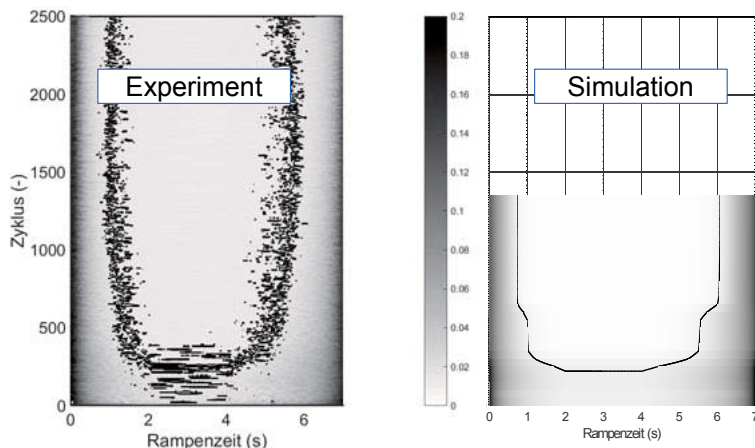 2500
2000
1500
1000
500
0
Zyklus (-)
Experiment
0 2 4 6
Rampenzeit (s)
0.2
0.18
0.16
0.14
0.12
0.1
0.08
0.06
0.04
0.02
0
Simulation
0 1 2 3 4 5 6 7
Rampenzeit (s)